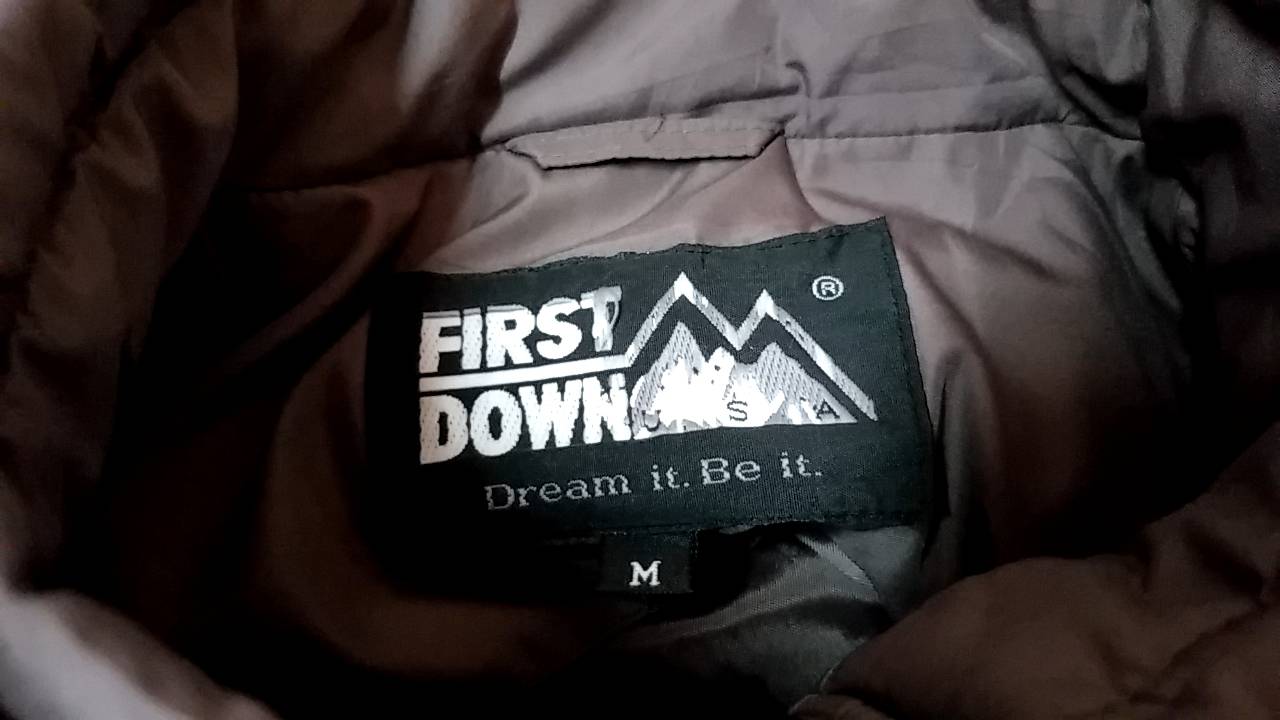 FIRST
DOWN
®
U S A
Dream it. Be it.
M